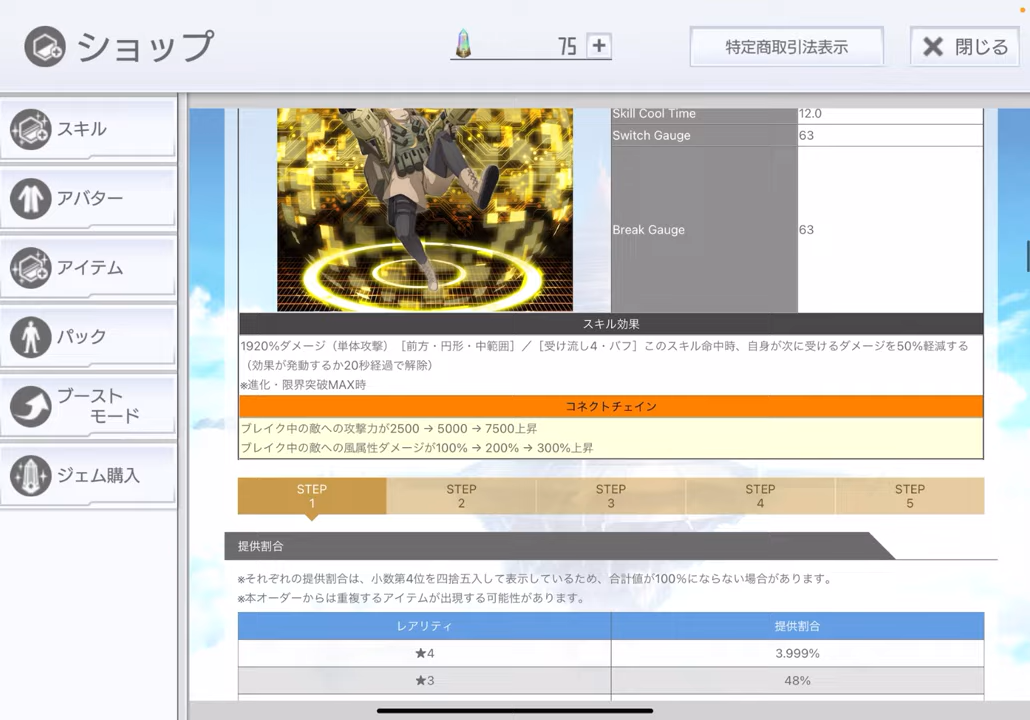 ショップ
75
特定商取引法表示
閉じる
スキル
アバター
アイテム
パック
ブースト
モード
ジェム購入
Skill Cool Time 12.0
Switch Gauge 63
Break Gauge 63
スキル効果
1920%ダメージ（単体攻撃）［前方・円形・中範囲］／［受け流し4・バフ］このスキル命中時、自身が次に受けるダメージを50%軽減する
（効果が発動するか20秒経過で解除）
※進化・限界突破MAX時
コネクトチェイン
ブレイク中の敵への攻撃力が2500 → 5000 → 7500上昇
ブレイク中の敵への風属性ダメージが100% → 200% → 300%上昇
STEP 1
STEP 2
STEP 3
STEP 4
STEP 5
提供割合
※それぞれの提供割合は、小数第4位を四捨五入して表示しているため、合計値が100%にならない場合があります。
※本オーダーからは重複するアイテムが出現する可能性があります。
レアリティ 提供割合
★4 3.999%
★3 48%